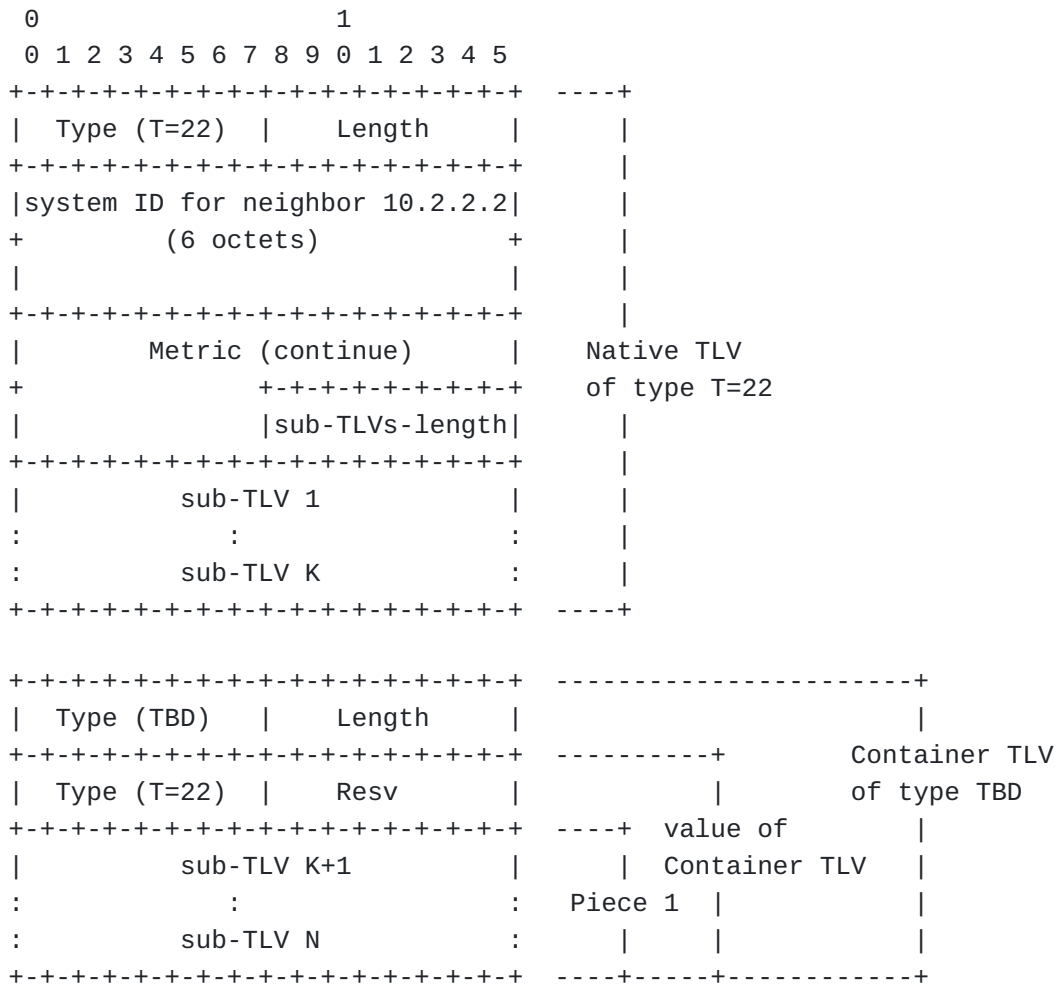 0                   1
 0 1 2 3 4 5 6 7 8 9 0 1 2 3 4 5
+-+-+-+-+-+-+-+-+-+-+-+-+-+-+-+-+  ----+
|  Type (T=22)  |    Length     |      |
+-+-+-+-+-+-+-+-+-+-+-+-+-+-+-+-+      |
|system ID for neighbor 10.2.2.2|      |
+         (6 octets)            +      |
|                               |      |
+-+-+-+-+-+-+-+-+-+-+-+-+-+-+-+-+      |
|        Metric (continue)      |    Native TLV
+               +-+-+-+-+-+-+-+-+    of type T=22
|               |sub-TLVs-length|      |
+-+-+-+-+-+-+-+-+-+-+-+-+-+-+-+-+      |
|          sub-TLV 1            |      |
:             :                 :      |
:          sub-TLV K            :      |
+-+-+-+-+-+-+-+-+-+-+-+-+-+-+-+-+  ----+

+-+-+-+-+-+-+-+-+-+-+-+-+-+-+-+-+  -----------------------+
|  Type (TBD)   |    Length     |                         |
+-+-+-+-+-+-+-+-+-+-+-+-+-+-+-+-+  ----------+        Container TLV
|  Type (T=22)  |    Resv       |            |        of type TBD
+-+-+-+-+-+-+-+-+-+-+-+-+-+-+-+-+  ----+  value of        |
|          sub-TLV K+1          |      |  Container TLV   |
:             :                 :   Piece 1  |            |
:          sub-TLV N            :      |     |            |
+-+-+-+-+-+-+-+-+-+-+-+-+-+-+-+-+  ----+-----+------------+